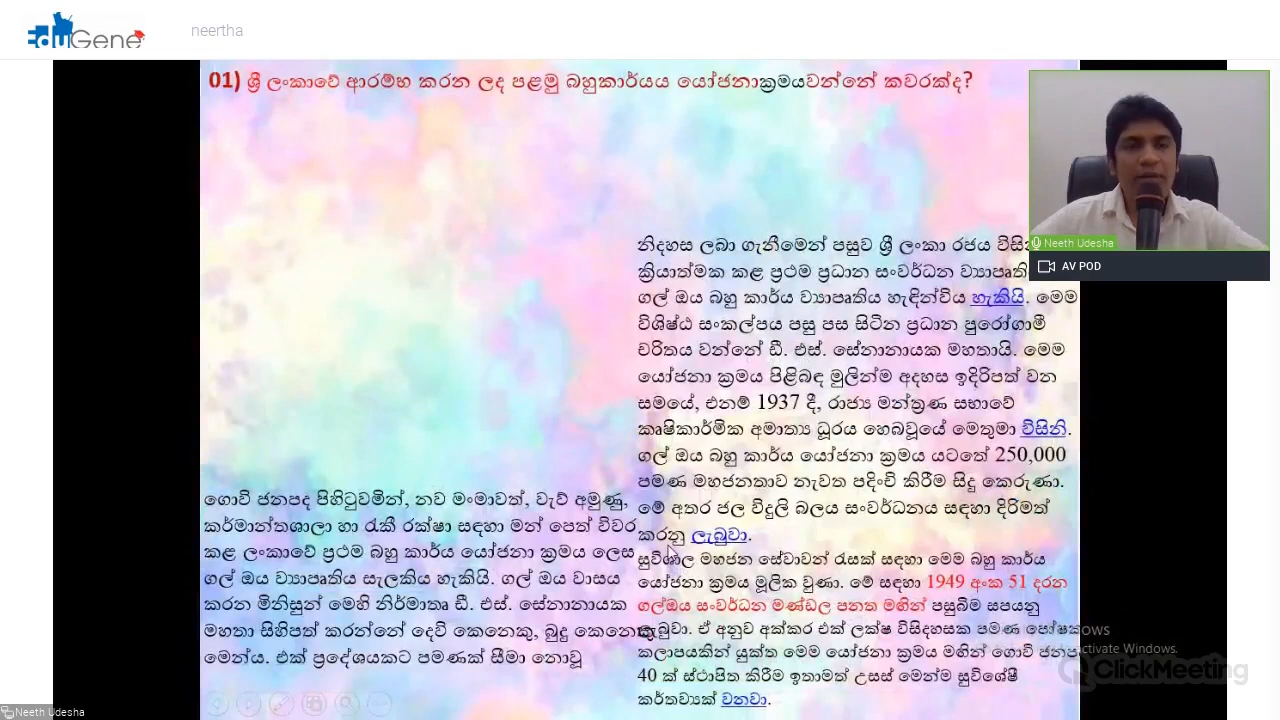 eduGene
neertha
01) ශ්‍රී ලංකාවේ ආරම්භ කරන ලද පළමු බහුකාර්යය යෝජනාක්‍රමයවන්නේ කවරක්ද?
නිදහස ලබා ගැනීමෙන් පසුව ශ්‍රී ලංකා රජය
ක්‍රියාත්මක කළ ප්‍රථම ප්‍රධාන සංවර්ධන
ගල් ඔය බහු කාර්ය ව්‍යාපෘතිය හැඳින්විය හැකියි. මෙම
විශිෂ්ඨ සංකල්පය පසු පස සිටින ප්‍රධාන පුරෝගාමී
චරිතය වන්නේ ඩී. එස්. සේනානායක මහතායි. මෙම
යෝජනා ක්‍රමය පිළිබඳ මුලින්ම අදහස ඉදිරිපත් වන
සමයේ, එනම් 1937 දී, රාජ්‍ය මන්ත්‍රණ සභාවේ
කෘෂිකාර්මික අමාත්‍ය ධූරය හෙබවූයේ මෙතුමා විසිනි.
ගල් ඔය බහු කාර්ය යෝජනා ක්‍රමය යටතේ 250,000
පමණ මහජනතාව නැවත පදිංචි කිරීම සිදු කෙරුණා.
මේ අතර ජල විදුලි බලය සංවර්ධනය සඳහා දිරිමත්
කරනු ලැබුවා.
සුවිශාල මහජන සේවාවන් රැසක් සඳහා මෙම බහු කාර්ය
යෝජනා ක්‍රමය මූලික වුණා. මේ සඳහා 1949 අංක 51 දරන
ගල්ඔය සංවර්ධන මණ්ඩල පනත මඟින් පසුබිම සපයනු
ලැබුවා. ඒ අනුව අක්කර එක් ලක්ෂ විසිදහසක පමණ
කලාපයකින් යුක්ත මෙම යෝජනා ක්‍රමය මඟින් ගොවි
40 ක් ස්ථාපිත කිරීම ඉතාමත් උසස් මෙන්ම සුවිශේෂී
කර්තව්‍යක් වනවා.
ගොවි ජනපද පිහිටුවමින්, නව මංමාවත්, වැව් අමුණු,
කර්මාන්තශාලා හා රැකී රක්ෂා සඳහා මන් පෙත් විවර
කළ ලංකාවේ ප්‍රථම බහු කාර්ය යෝජනා ක්‍රමය ලෙස
ගල් ඔය ව්‍යාපෘතිය සැලකිය හැකියි. ගල් ඔය වාසය
කරන මිනිසුන් මෙහි නිර්මාතෘ ඩී. එස්. සේනානායක
මහතා සිහිපත් කරන්නේ දෙවි කෙනෙකු, බුදු
මෙන්ය. එක් ප්‍රදේශයකට පමණක් සීමා නොවූ
Neeth Udesha
AV POD
ClickMeeting
Neeth Udesha